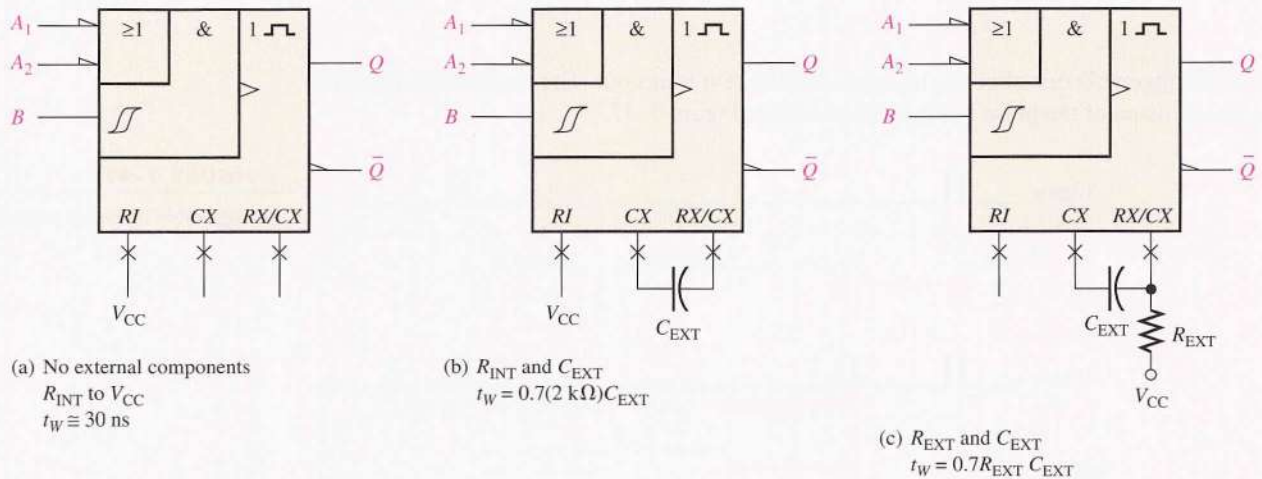 A1
≥1
&
1
A2
Q
B
Q̄
RI
CX
RX/CX
VCC
(a) No external components
RINT to VCC
tW ≅ 30 ns
A1
≥1
&
1
A2
Q
B
Q̄
RI
CX
RX/CX
VCC
CEXT
(b) RINT and CEXT
tW = 0.7(2 kΩ)CEXT
A1
≥1
&
1
A2
Q
B
Q̄
RI
CX
RX/CX
CEXT
REXT
VCC
(c) REXT and CEXT
tW = 0.7REXT CEXT